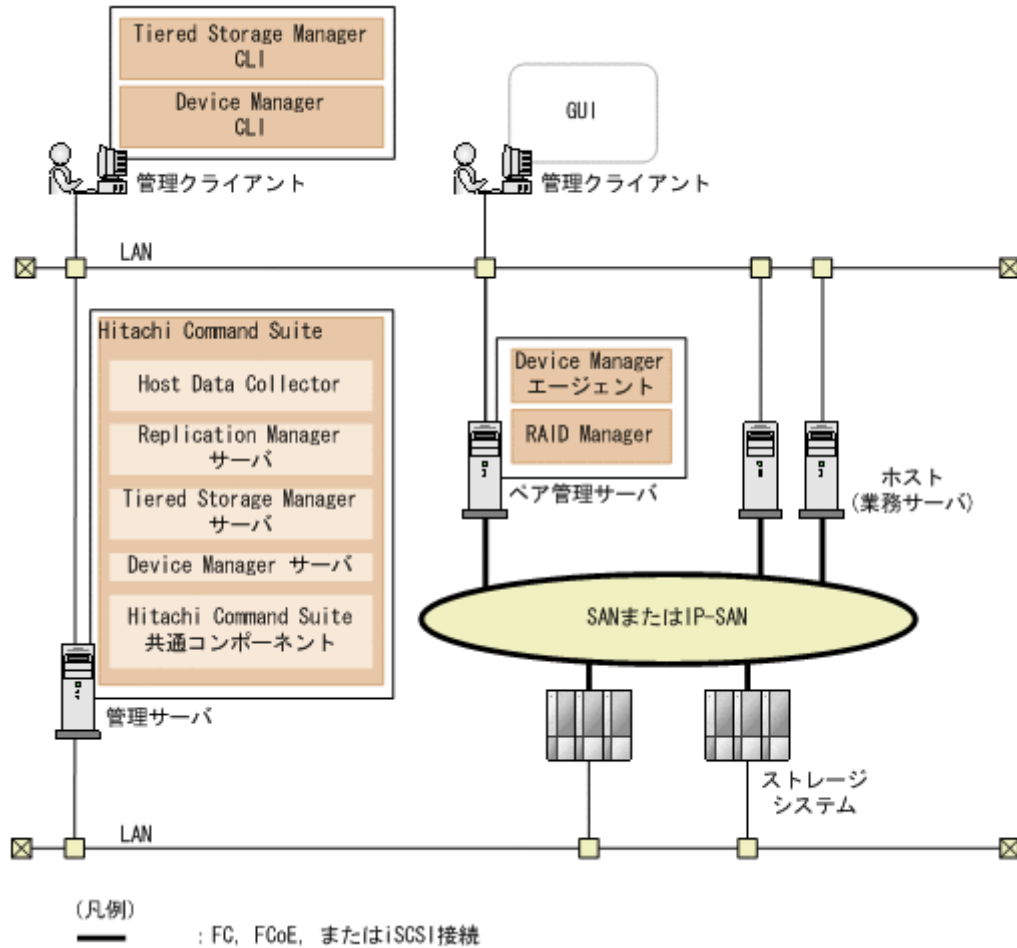 Tiered Storage Manager
CLI
Device Manager
CLI
管理クライアント
GUI
管理クライアント
LAN
Hitachi Command Suite
Host Data Collector
Replication Manager
サーバ
Tiered Storage Manager
サーバ
Device Manager サーバ
Hitachi Command Suite
共通コンポーネント
管理サーバ
Device Manager
エージェント
RAID Manager
ペア管理サーバ
ホスト
(業務サーバ)
SANまたはIP-SAN
ストレージ
システム
LAN
(凡例)
: FC, FCoE, またはiSCSI接続